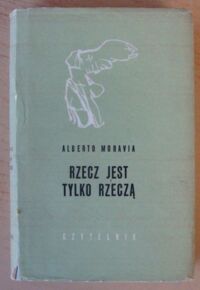 ALBERTO MORAVIA
RZECZ JEST
TYLKO RZECZĄ
CZYTELNIK